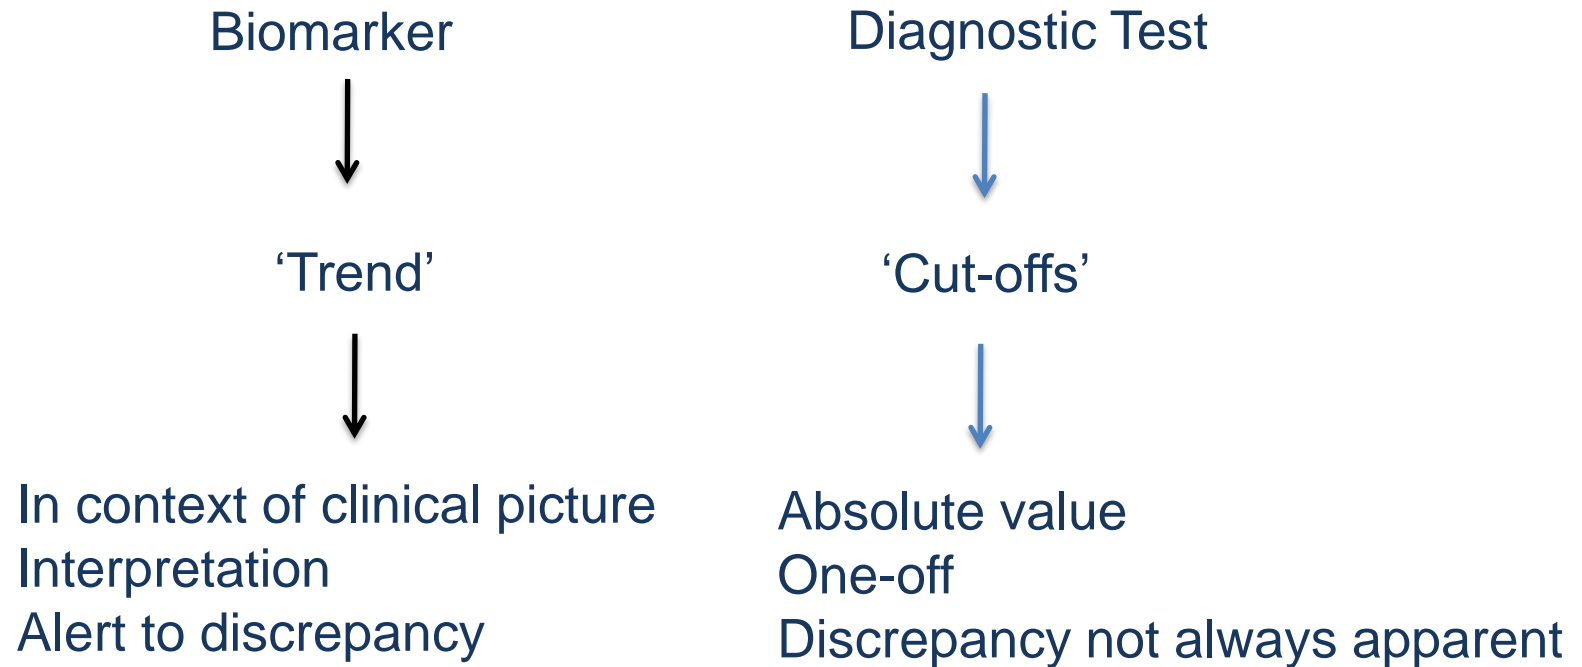 Biomarker
Diagnostic Test
‘Trend’
‘Cut-offs’
In context of clinical picture
Interpretation
Alert to discrepancy
Absolute value
One-off
Discrepancy not always apparent